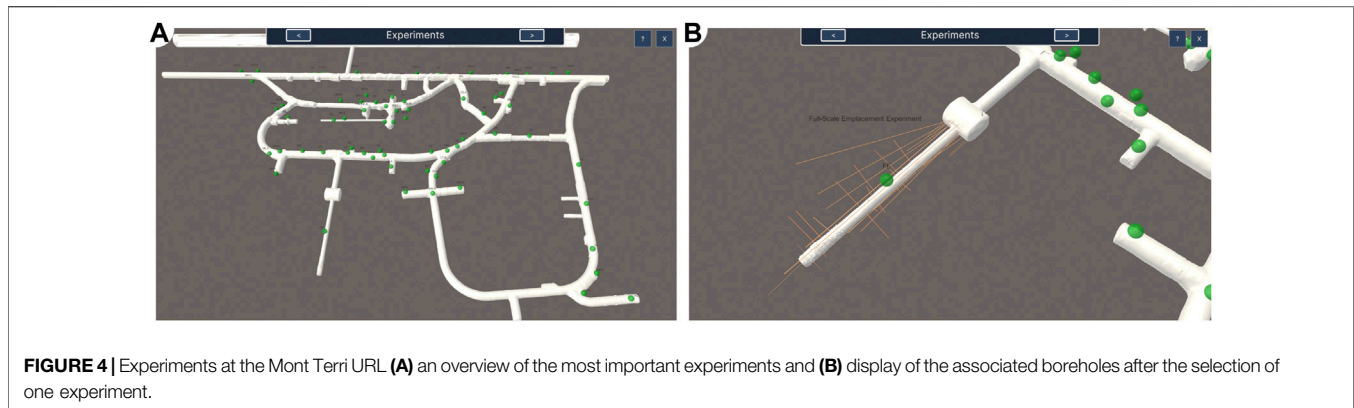 A
< Experiments >
? X
B
< Experiments >
? X
Full-Scale Emplacement Experiment
FE
FIGURE 4 | Experiments at the Mont Terri URL (A) an overview of the most important experiments and (B) display of the associated boreholes after the selection of
one experiment.